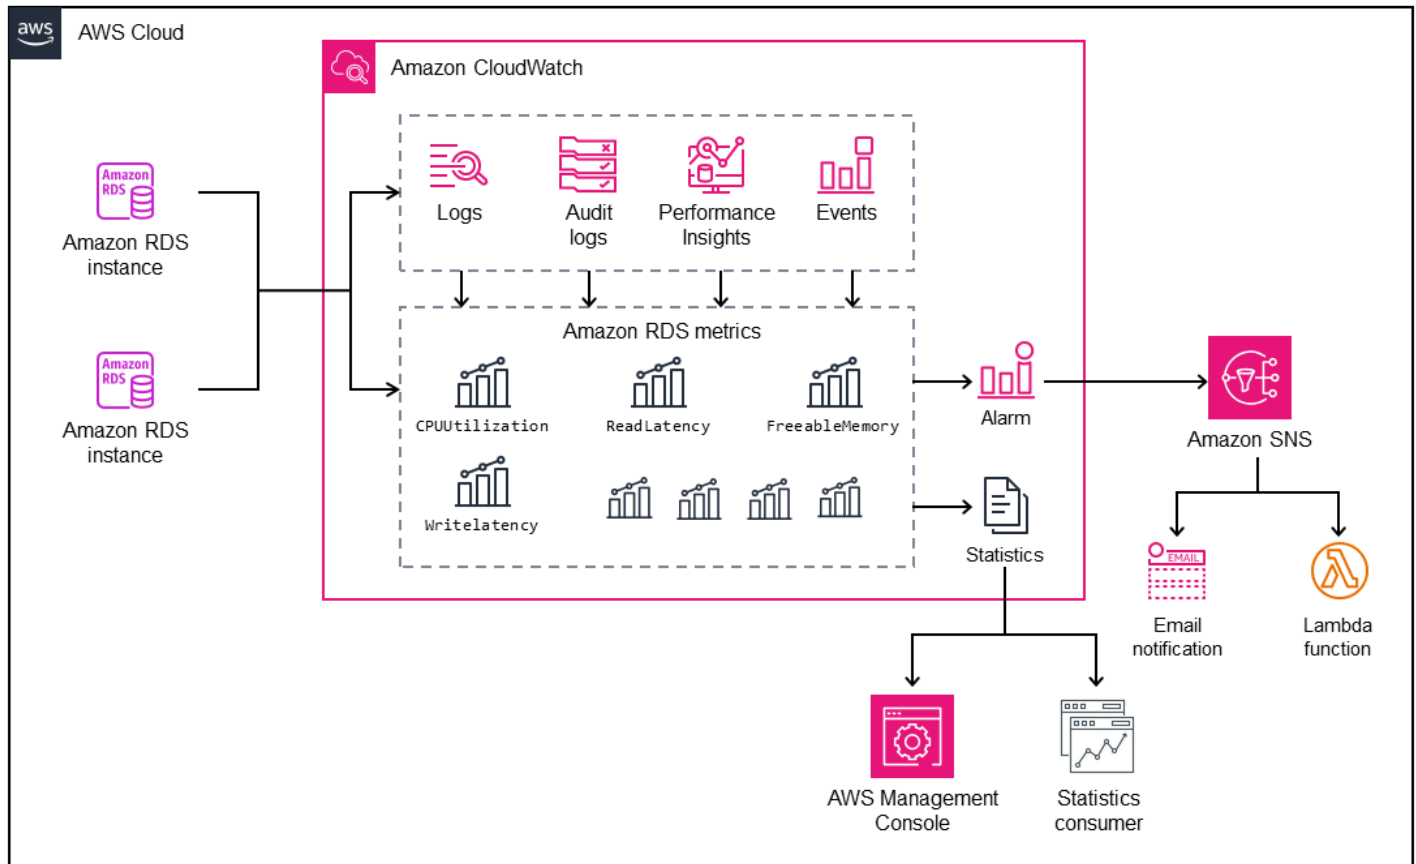 aws
AWS Cloud
Amazon CloudWatch
Logs
Audit
logs
Performance
Insights
Events
Amazon
RDS
Amazon RDS
instance
Amazon
RDS
Amazon RDS
instance
Amazon RDS metrics
CPUUtilization
ReadLatency
FreeableMemory
Writelatency
Alarm
Statistics
Amazon SNS
EMAIL
Email
notification
Lambda
function
AWS Management
Console
Statistics
consumer